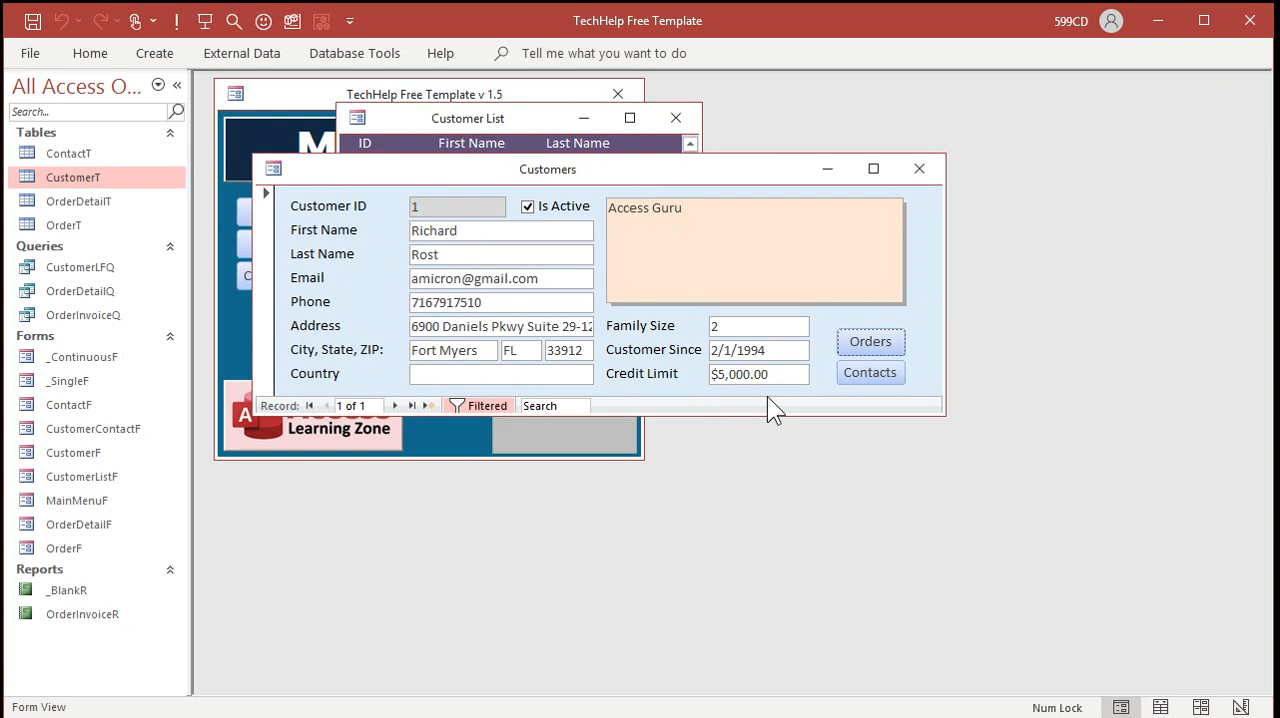 TechHelp Free Template
599CD
File Home Create External Data Database Tools Help Tell me what you want to do
All Access O...
Search...
Tables
ContactT
CustomerT
OrderDetailT
OrderT
Queries
CustomerLFQ
OrderDetailQ
OrderInvoiceQ
Forms
_ContinuousF
_SingleF
ContactF
CustomerContactF
CustomerF
CustomerListF
MainMenuF
OrderDetailF
OrderF
Reports
_BlankR
OrderInvoiceR
TechHelp Free Template v 1.5
Customer List
ID First Name Last Name
Customers
Customer ID 1 Is Active
First Name Richard
Last Name Rost
Email amicron@gmail.com
Phone 7167917510
Address 6900 Daniels Pkwy Suite 29-12
City, State, ZIP: Fort Myers FL 33912
Country
Access Guru
Family Size 2
Customer Since 2/1/1994
Credit Limit $5,000.00
Orders
Contacts
Record: 1 of 1 Filtered Search
A
Learning Zone
Form View
Num Lock